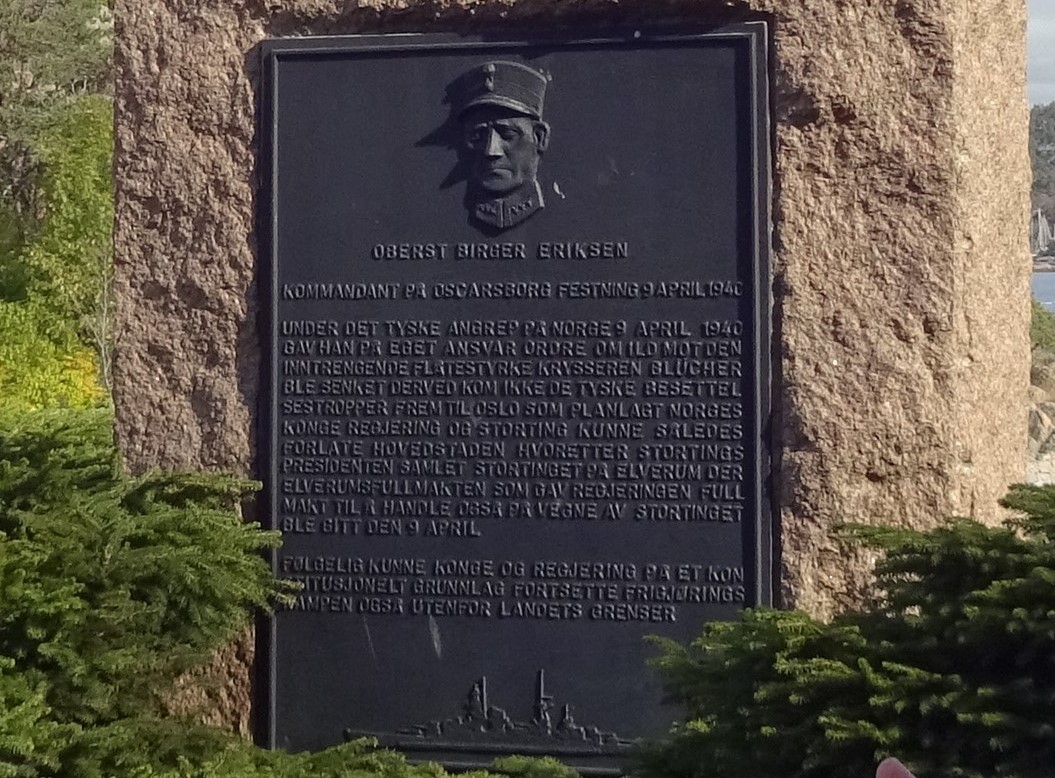 OBERST BIRGER ERIKSEN
KOMMANDANT PÅ OSCARSBORG FESTNING 9 APRIL 1940
UNDER DET TYSKE ANGREP PÅ NORGE 9 APRIL 1940
GAV HAN PÅ EGET ANSVAR ORDRE OM ILD MOT DEN
INNTRENGENDE FLÅTESTYRKE KRYSSEREN BLÜCHER
BLE SENKET DERVED KOM IKKE DE TYSKE BESETTEL
SESTROPPER FREM TIL OSLO SOM PLANLAGT NORGES
KONGE REGJERING OG STORTING KUNNE SÅLEDES
FORLATE HOVEDSTADEN HVORETTER STORTINGS
PRESIDENTEN SAMLET STORTINGET PÅ ELVERUM DER
ELVERUMSFULLMAKTEN SOM GAV REGJERINGEN FULL
MAKT TIL Å HANDLE OGSÅ PÅ VEGNE AV STORTINGET
BLE GITT DEN 9 APRIL
FØLGELIG KUNNE KONGE OG REGJERING PÅ ET KON
TITUSJONELT GRUNNLAG FORTSETTE FRIGJØRINGS
KAMPEN OGSÅ UTENFOR LANDETS GRENSER